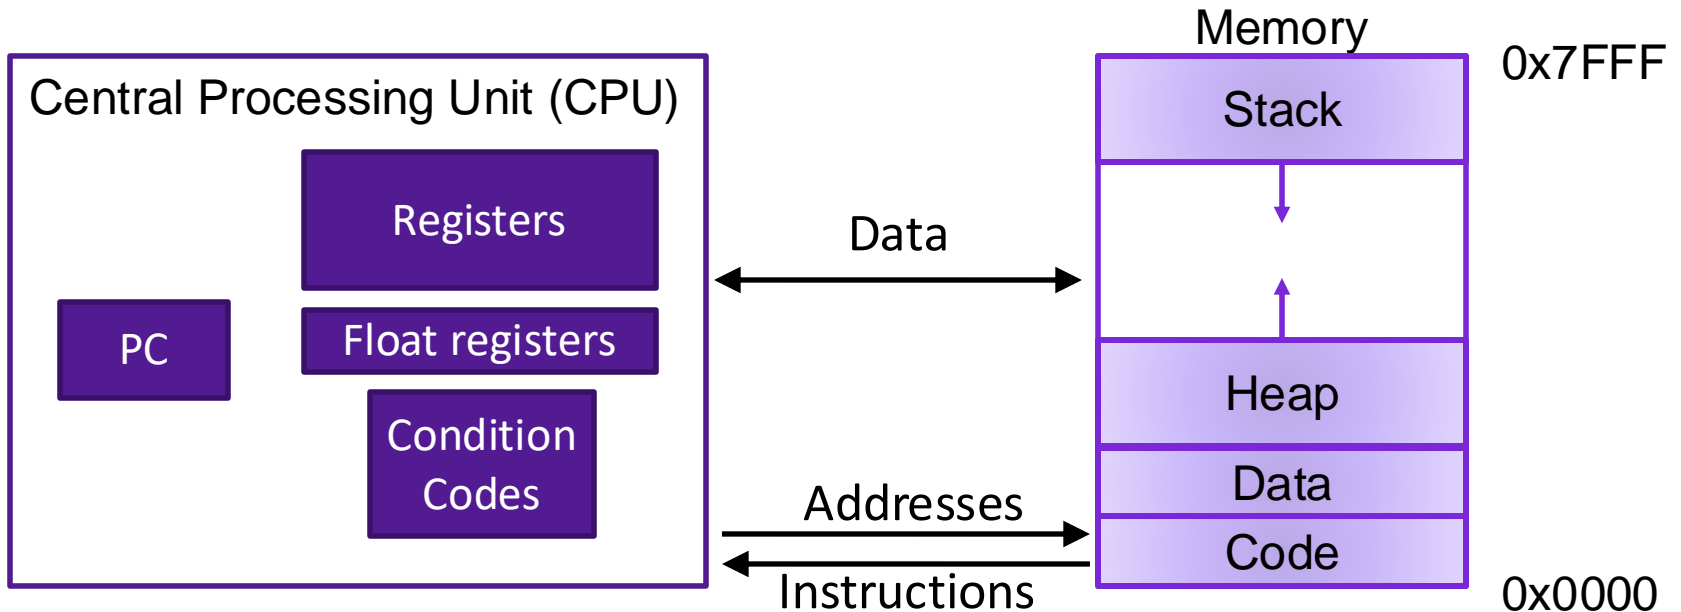 Memory
0x7FFF
Central Processing Unit (CPU)
Stack
Registers
Data
PC
Float registers
Heap
Condition
Codes
Data
Addresses
Code
Instructions
0x0000